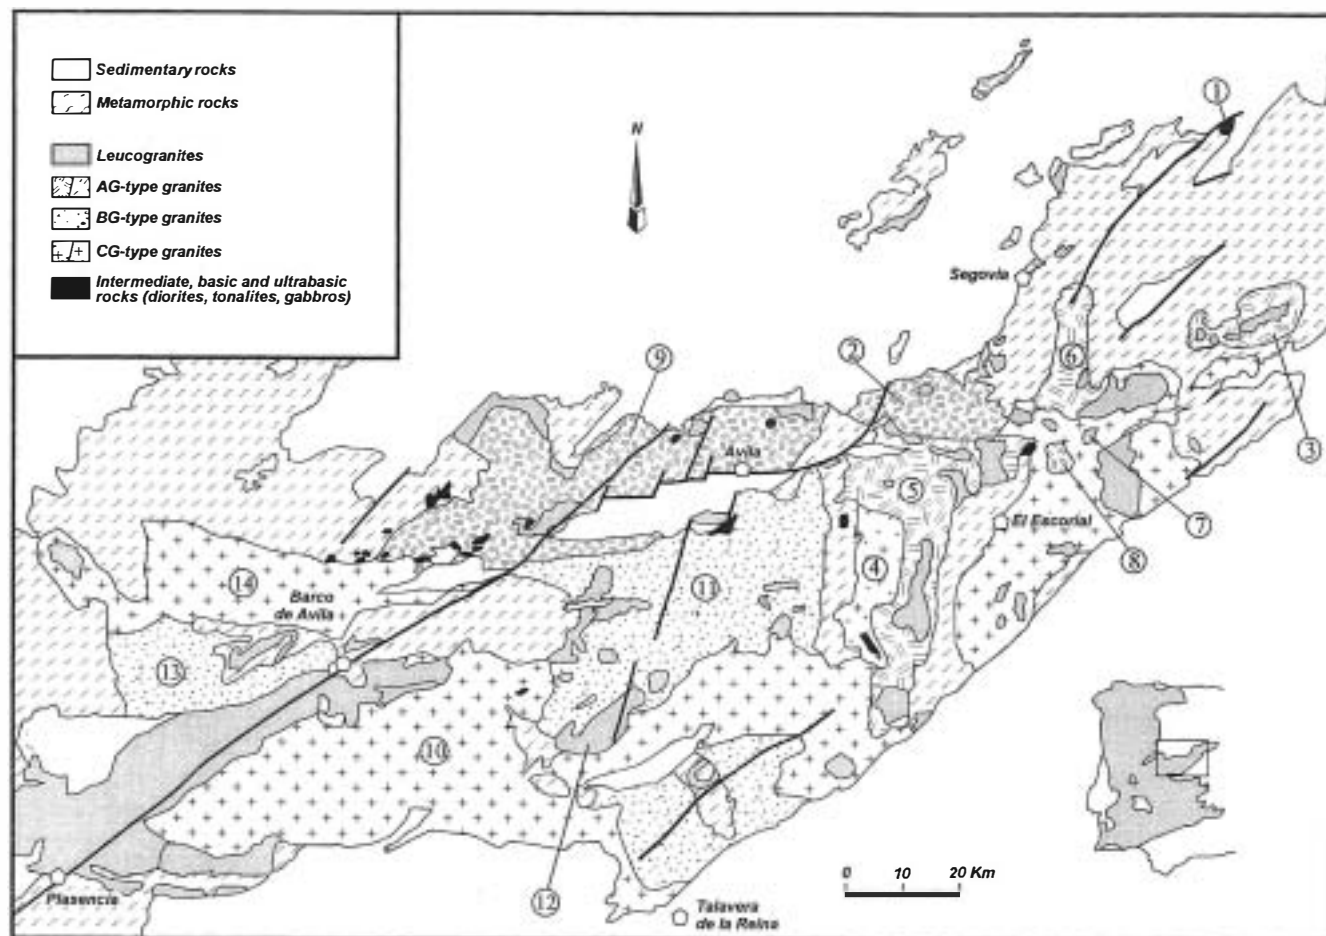 Sedimentary rocks
Metamorphic rocks
Leucogranites
AG-type granites
BG-type granites
CG-type granites
Intermediate, basic and ultrabasic
rocks (diorites, tonalites, gabbros)
N
1
Segovia
9
2
6
3
Avila
5
El Escorial
7
8
14
Barco
de Avila
11
4
13
10
Plasencia
12
0 10 20 Km
Talavera
de la Reina